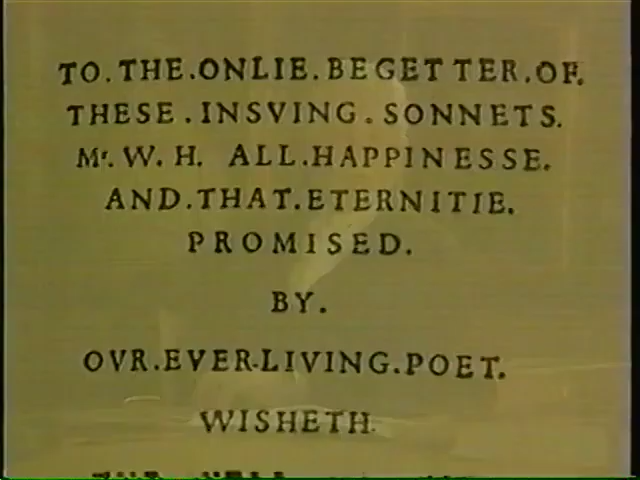 TO.THE.ONLIE.BEGETTER.OF.
THESE.INSVING.SONNETS.
Mr.W.H. ALL.HAPPINESSE.
AND.THAT.ETERNITIE.
PROMISED.
BY.
OVR.EVER-LIVING.POET.
WISHETH.